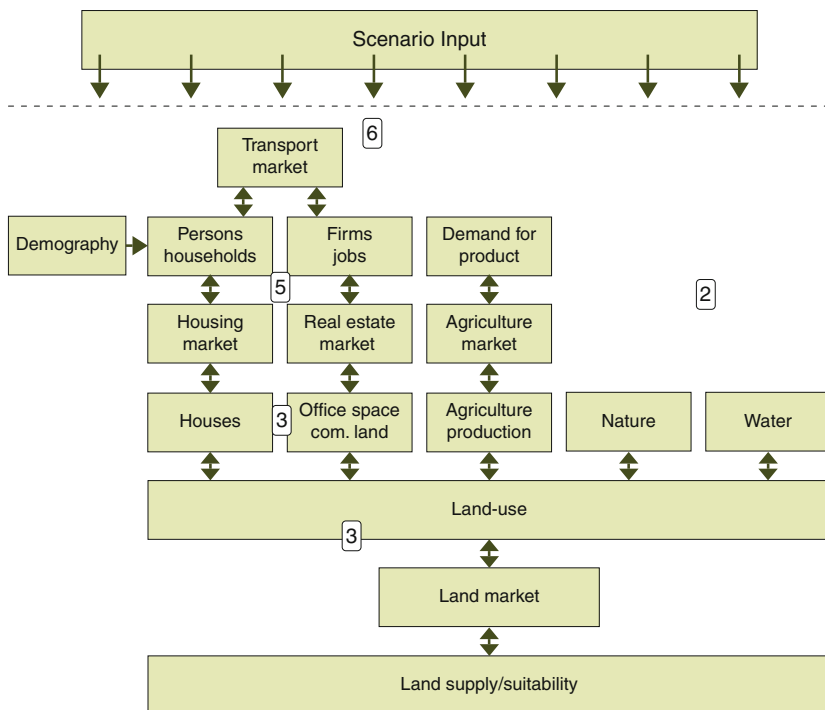 Scenario Input
6
Transport
market
Demography
Persons
households
Firms
jobs
Demand for
product
5
2
Housing
market
Real estate
market
Agriculture
market
Houses
3
Office space
com. land
Agriculture
production
Nature
Water
Land-use
3
Land market
Land supply/suitability